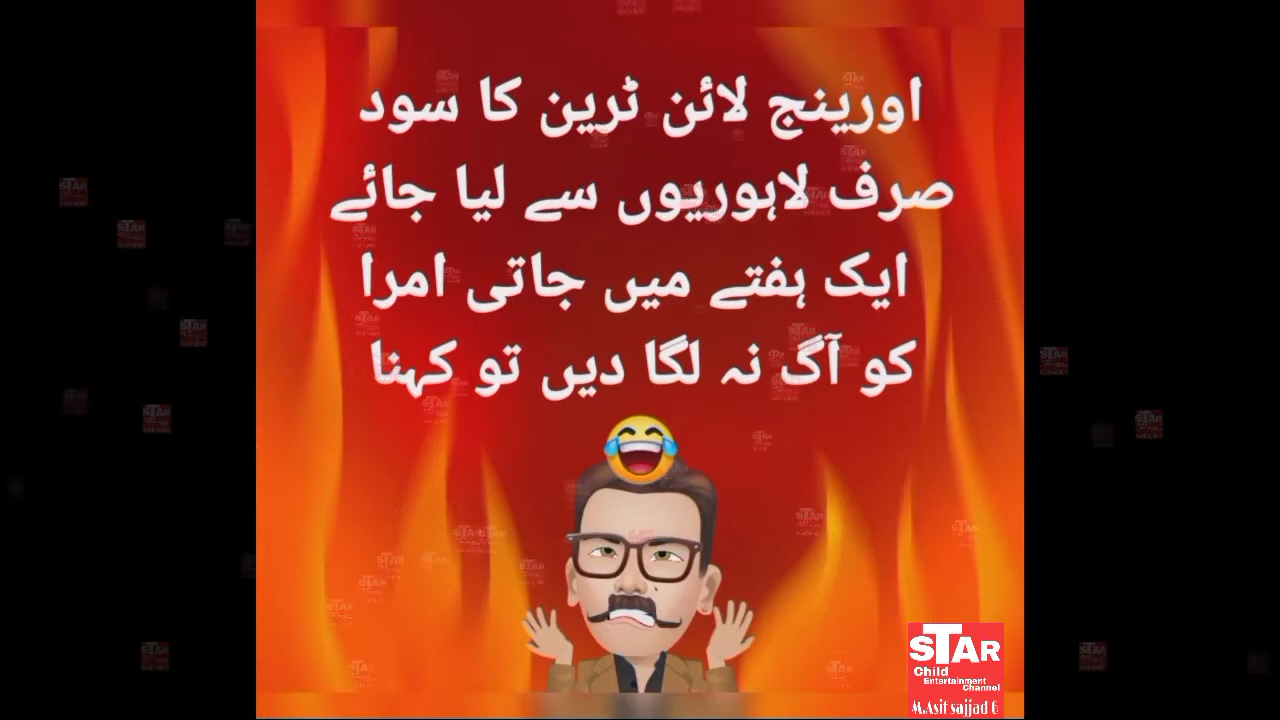 اورینج لائن ٹرین کا سود
صرف لاہوریوں سے لیا جائے
ایک ہفتے میں جاتی امرا
کو آگ نہ لگا دیں تو کہنا
STAR
Child
Entertainment
Channel
M.Asif sajjad 6